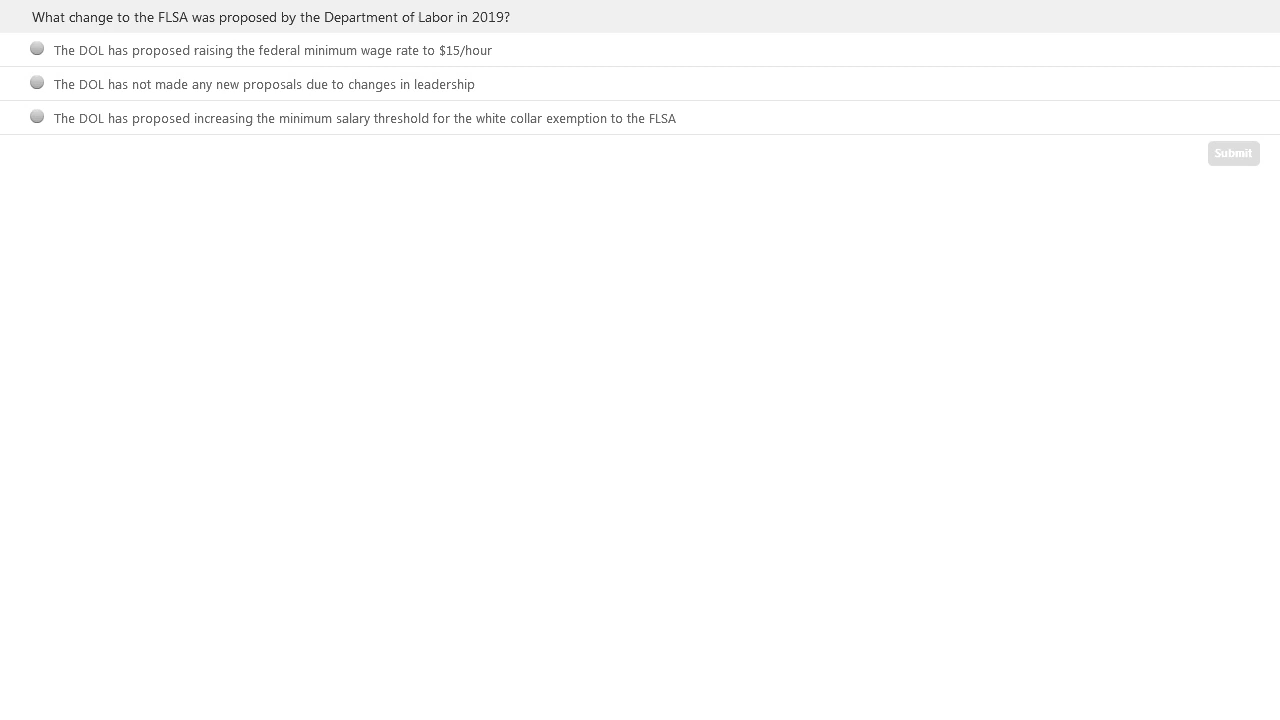 What change to the FLSA was proposed by the Department of Labor in 2019?
The DOL has proposed raising the federal minimum wage rate to $15/hour
The DOL has not made any new proposals due to changes in leadership
The DOL has proposed increasing the minimum salary threshold for the white collar exemption to the FLSA
Submit